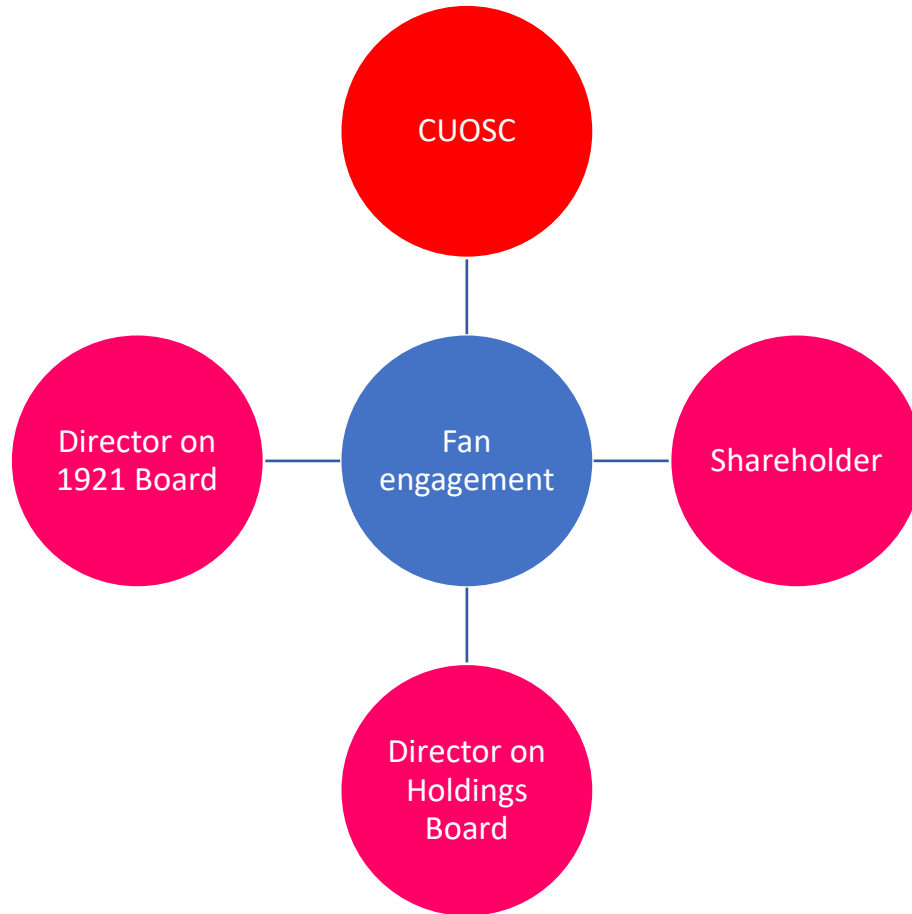 CUOSC
Director on
1921 Board
Fan
engagement
Shareholder
Director on
Holdings
Board